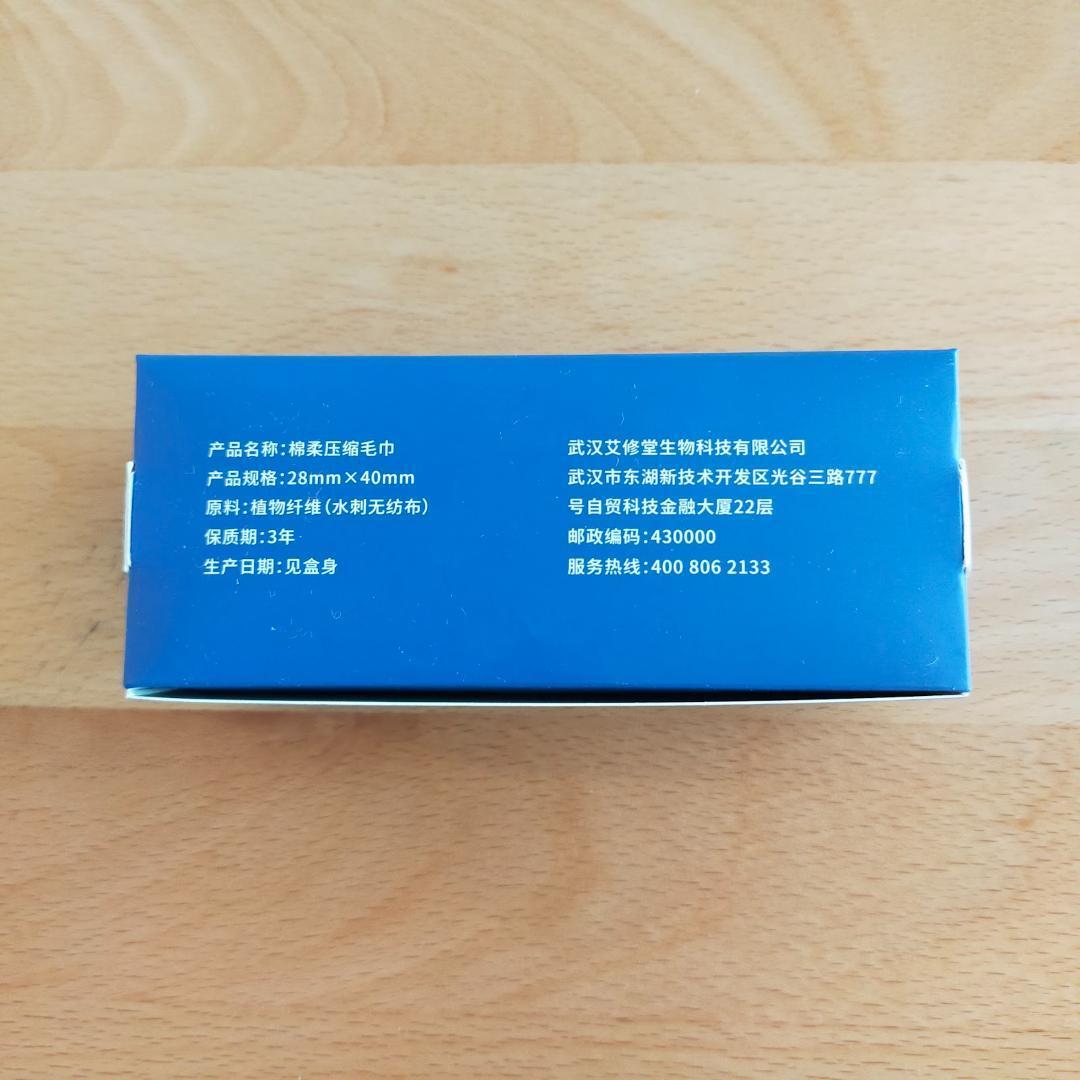 产品名称：棉柔压缩毛巾
产品规格：28mm×40mm
原料：植物纤维（水刺无纺布）
保质期：3年
生产日期：见盒身
武汉艾修堂生物科技有限公司
武汉市东湖新技术开发区光谷三路777
号自贸科技金融大厦22层
邮政编码：430000
服务热线：400 806 2133